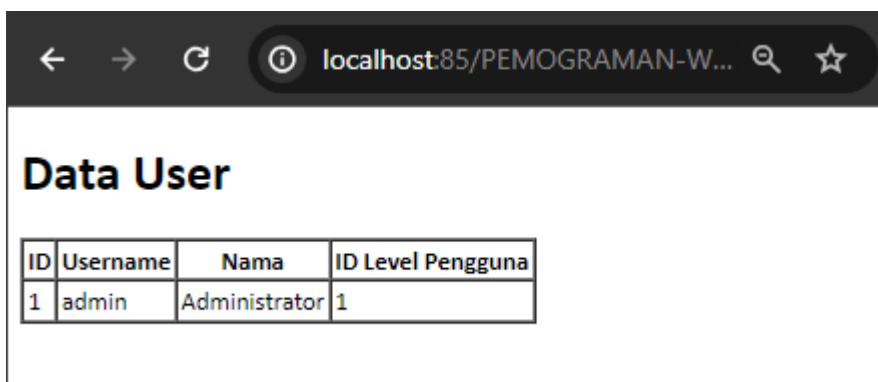 localhost:85/PEMOGRAMAN-W...
Data User
ID Username Nama ID Level Pengguna
1 admin Administrator 1